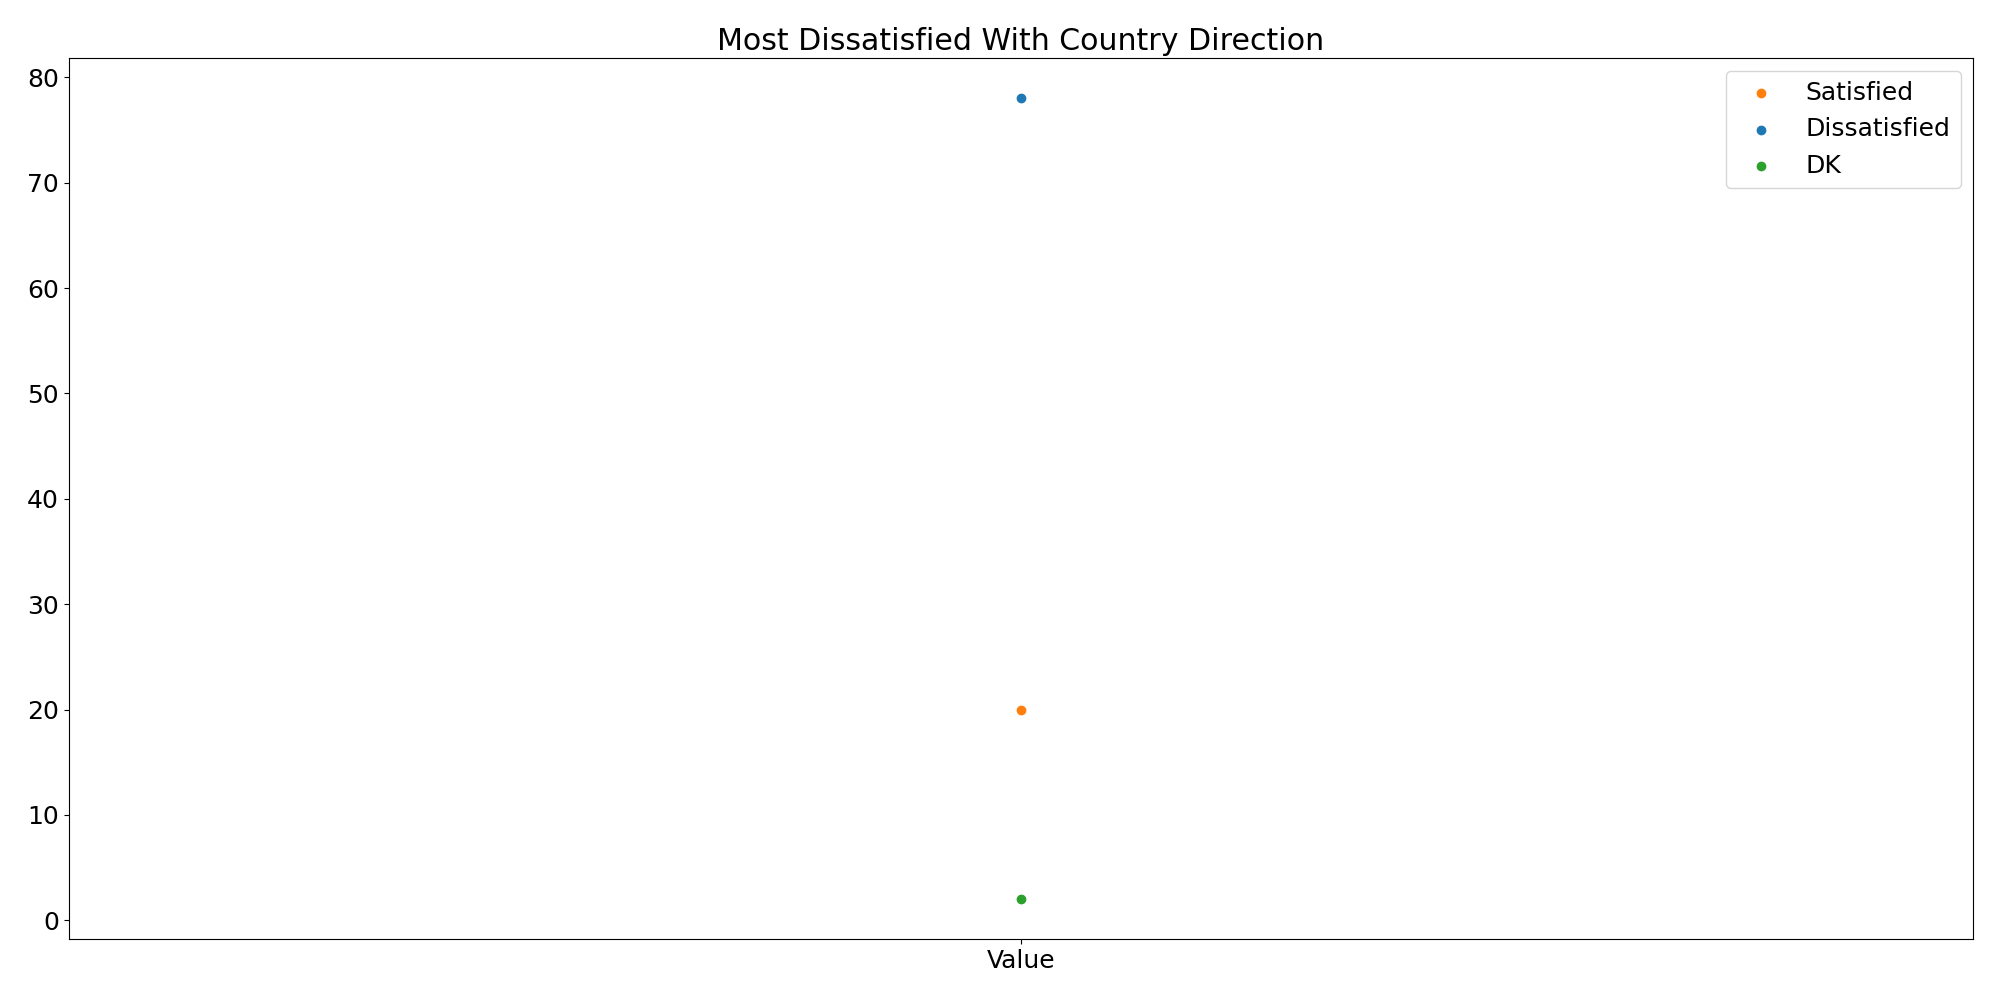 Most Dissatisfied With Country Direction
80
70
60
50
40
30
20
10
0
Value
Satisfied
Dissatisfied
DK